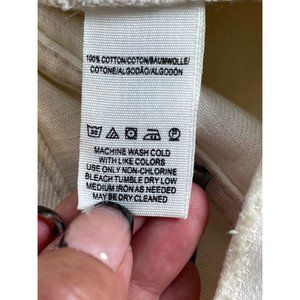 100% COTTON/COTON/BAUMWOLLE/
COTONE/ALGODÃO/ALGODÓN
MACHINE WASH COLD
WITH LIKE COLORS
USE ONLY NON-CHLORINE
BLEACH TUMBLE DRY LOW
MEDIUM IRON AS NEEDED
MAY BE DRY CLEANED